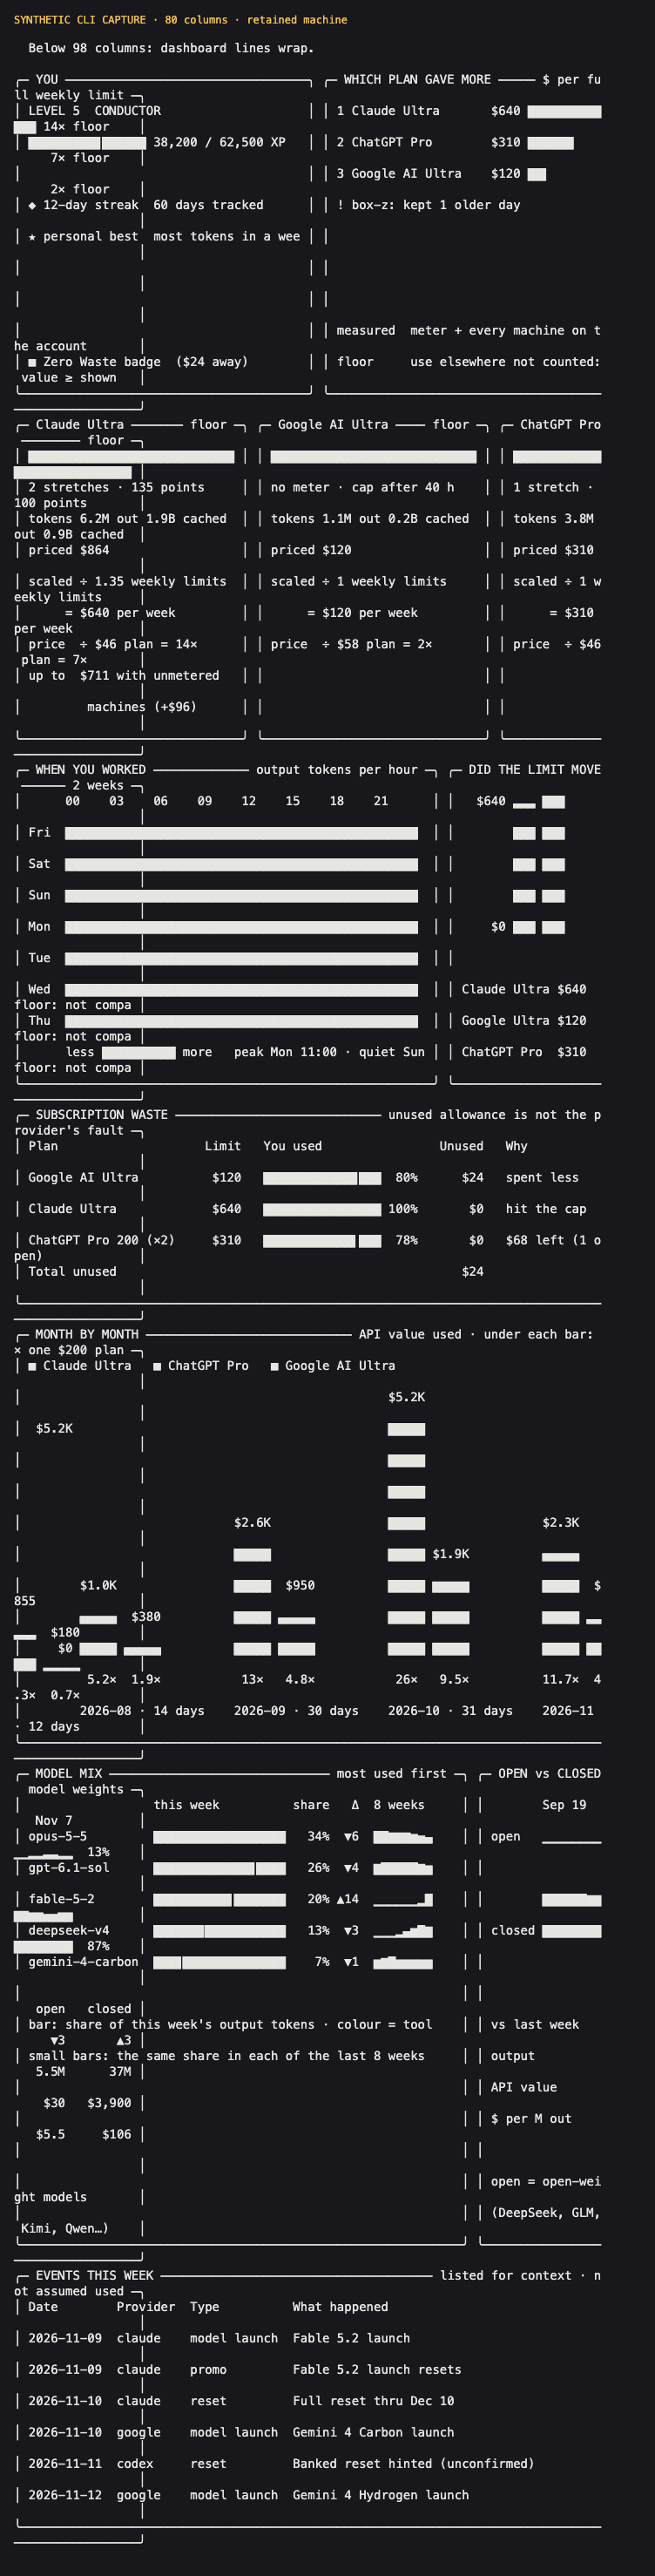 SYNTHETIC CLI CAPTURE · 80 columns · retained machine
Below 98 columns: dashboard lines wrap.
YOU WHICH PLAN GAVE MORE $ per fu
ll weekly limit
LEVEL 5 CONDUCTOR 1 Claude Ultra $640
14× floor
38,200 / 62,500 XP 2 ChatGPT Pro $310
7× floor
3 Google AI Ultra $120
2× floor
◆ 12-day streak 60 days tracked ! box-z: kept 1 older day
★ personal best most tokens in a wee
measured meter + every machine on t
he account
■ Zero Waste badge ($24 away) floor use elsewhere not counted:
value ≥ shown
Claude Ultra floor Google AI Ultra floor ChatGPT Pro
floor
2 stretches · 135 points no meter · cap after 40 h 1 stretch ·
100 points
tokens 6.2M out 1.9B cached tokens 1.1M out 0.2B cached tokens 3.8M
out 0.9B cached
priced $864 priced $120 priced $310
scaled ÷ 1.35 weekly limits scaled ÷ 1 weekly limits scaled ÷ 1 w
eekly limits
= $640 per week = $120 per week = $310
per week
price ÷ $46 plan = 14× price ÷ $58 plan = 2× price ÷ $46
plan = 7×
up to $711 with unmetered
machines (+$96)
WHEN YOU WORKED output tokens per hour DID THE LIMIT MOVE
2 weeks
00 03 06 09 12 15 18 21 $640
Fri
Sat
Sun
Mon $0
Tue
Wed Claude Ultra $640
floor: not compa
Thu Google Ultra $120
floor: not compa
less more peak Mon 11:00 · quiet Sun ChatGPT Pro $310
floor: not compa
SUBSCRIPTION WASTE unused allowance is not the p
rovider's fault
Plan Limit You used Unused Why
Google AI Ultra $120 80% $24 spent less
Claude Ultra $640 100% $0 hit the cap
ChatGPT Pro 200 (×2) $310 78% $0 $68 left (1 o
pen)
Total unused $24
MONTH BY MONTH API value used · under each bar:
× one $200 plan
■ Claude Ultra ■ ChatGPT Pro ■ Google AI Ultra
$5.2K
$5.2K
$2.6K $2.3K
$1.9K
$1.0K $950 $
855
$380
$180
$0
5.2× 1.9× 13× 4.8× 26× 9.5× 11.7× 4
.3× 0.7×
2026-08 · 14 days 2026-09 · 30 days 2026-10 · 31 days 2026-11
· 12 days
MODEL MIX most used first OPEN vs CLOSED
model weights
this week share Δ 8 weeks Sep 19
Nov 7
opus-5-5 34% ▼6 open
13%
gpt-6.1-sol 26% ▼4
fable-5-2 20% ▲14
deepseek-v4 13% ▼3 closed
87%
gemini-4-carbon 7% ▼1
open closed
bar: share of this week's output tokens · colour = tool vs last week
▼3 ▲3
small bars: the same share in each of the last 8 weeks output
5.5M 37M
API value
$30 $3,900
$ per M out
$5.5 $106
open = open-wei
ght models
(DeepSeek, GLM,
Kimi, Qwen…)
EVENTS THIS WEEK listed for context · n
ot assumed used
Date Provider Type What happened
2026-11-09 claude model launch Fable 5.2 launch
2026-11-09 claude promo Fable 5.2 launch resets
2026-11-10 claude reset Full reset thru Dec 10
2026-11-10 google model launch Gemini 4 Carbon launch
2026-11-11 codex reset Banked reset hinted (unconfirmed)
2026-11-12 google model launch Gemini 4 Hydrogen launch